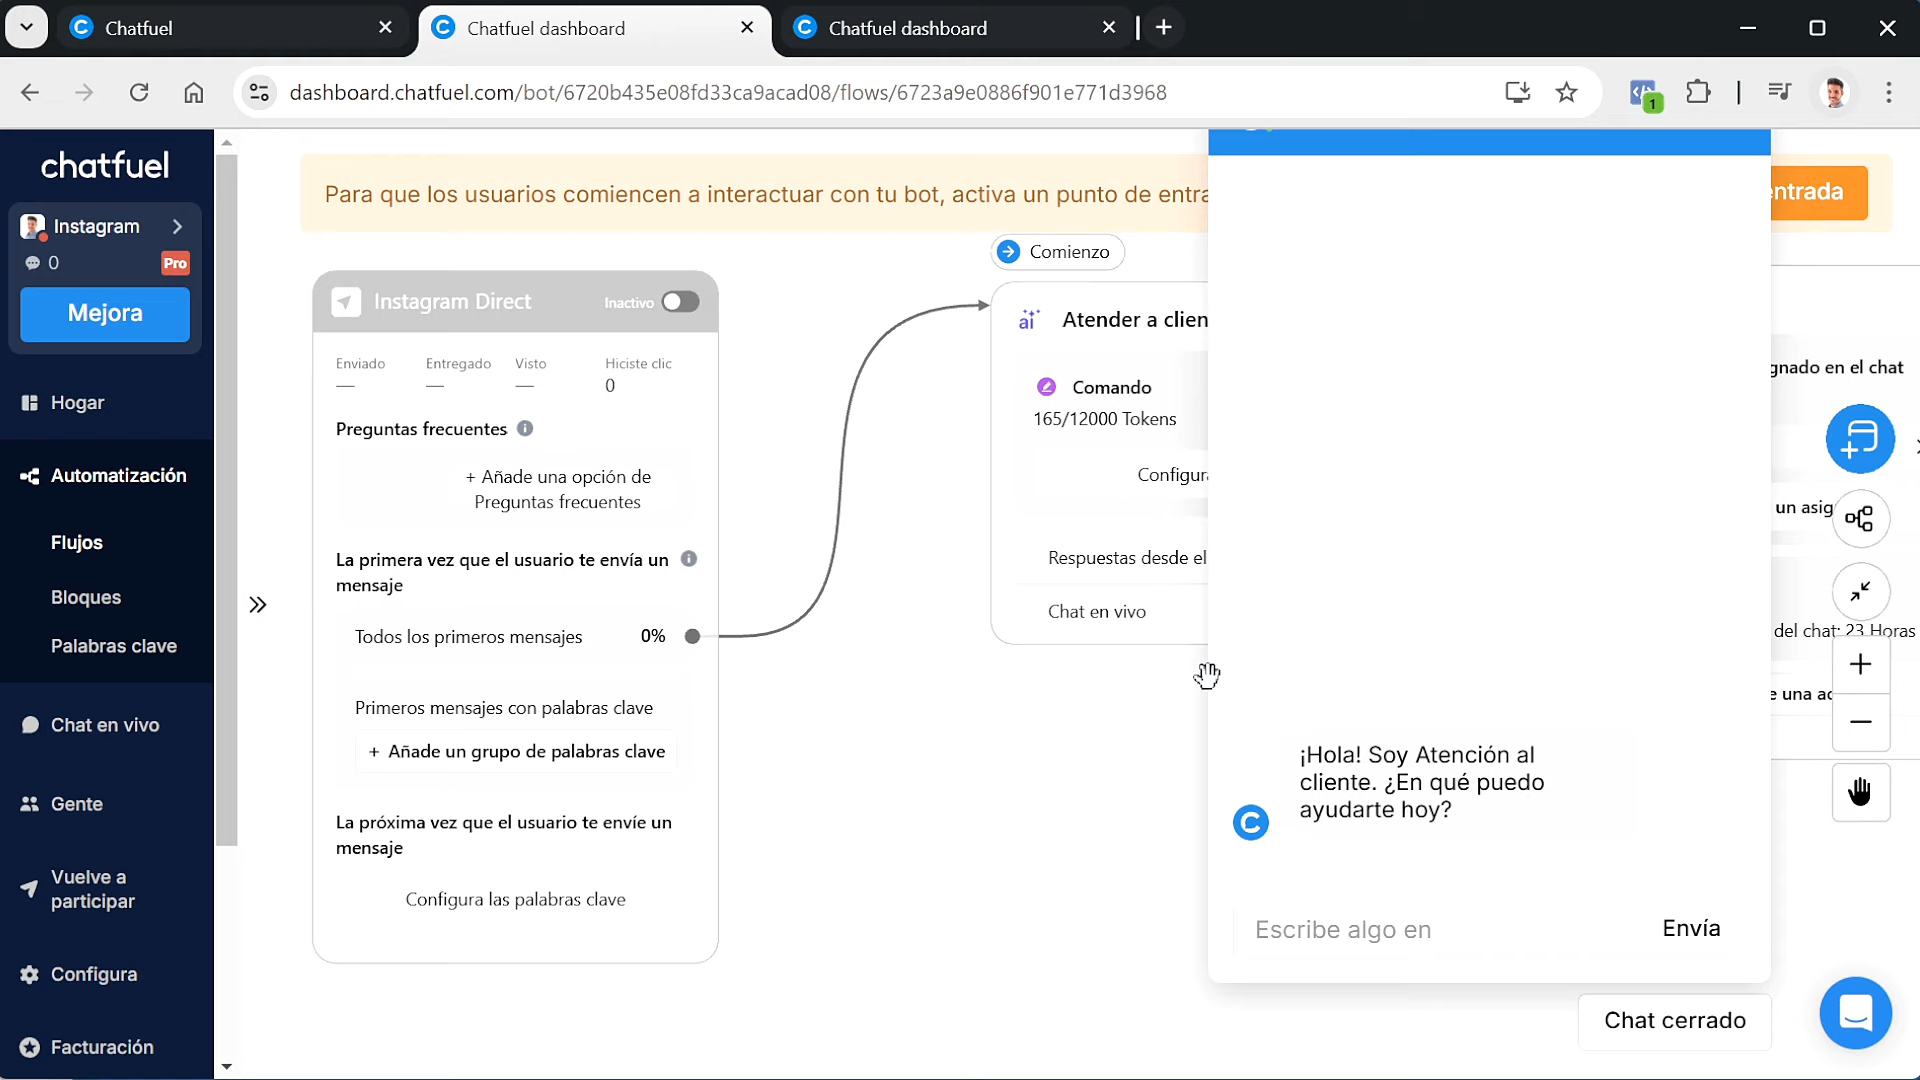 Chatfuel
Chatfuel dashboard
Chatfuel dashboard
dashboard.chatfuel.com/bot/6720b435e08fd33ca9acad08/flows/6723a9e0886f901e771d3968
1
chatfuel
Instagram
0
Pro
Mejora
Hogar
Automatización
Flujos
Bloques
Palabras clave
Chat en vivo
Gente
Vuelve a
participar
Configura
Facturación
Para que los usuarios comiencen a interactuar con tu bot, activa un punto de entra
entrada
Instagram Direct
Inactivo
Enviado Entregado Visto Hiciste clic
— — — 0
Preguntas frecuentes
+ Añade una opción de
Preguntas frecuentes
La primera vez que el usuario te envía un
mensaje
Todos los primeros mensajes 0%
Primeros mensajes con palabras clave
+ Añade un grupo de palabras clave
La próxima vez que el usuario te envíe un
mensaje
Configura las palabras clave
Comienzo
ai Atender a clien
Comando
165/12000 Tokens
Configura
Respuestas desde el
Chat en vivo
¡Hola! Soy Atención al
cliente. ¿En qué puedo
ayudarte hoy?
Escribe algo en
Envía
Chat cerrado
gnado en el chat
un asig
del chat: 23 Horas
e una ac